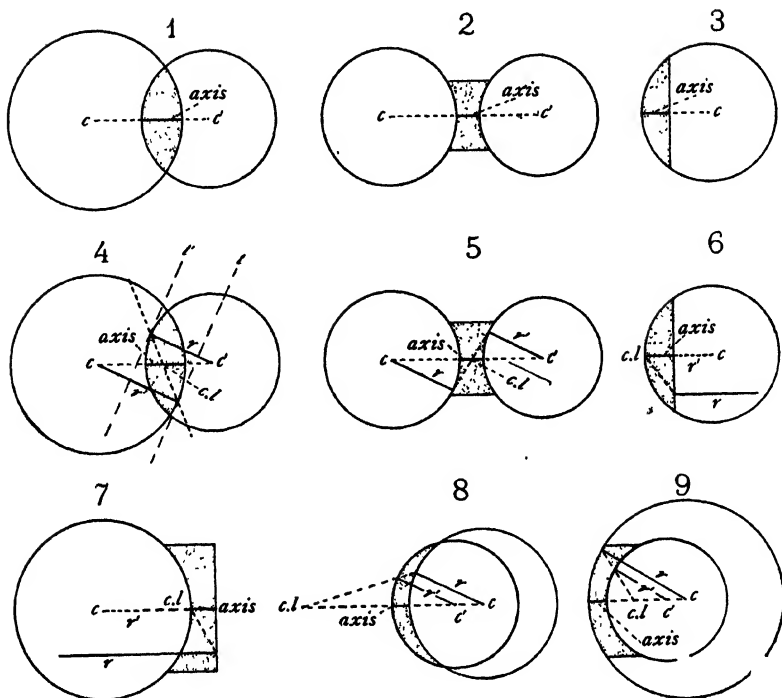 1
axis
c c'
2
axis
c c'
3
axis
c
4
l' l
axis r
c c'
r' c.l
5
axis r'
c c'
r c.l
6
axis
c.l c
r'
r
7
c c.l axis
r'
r
8
r
c.l r' c
axis c'
9
r
r' c
c.l c'
axis